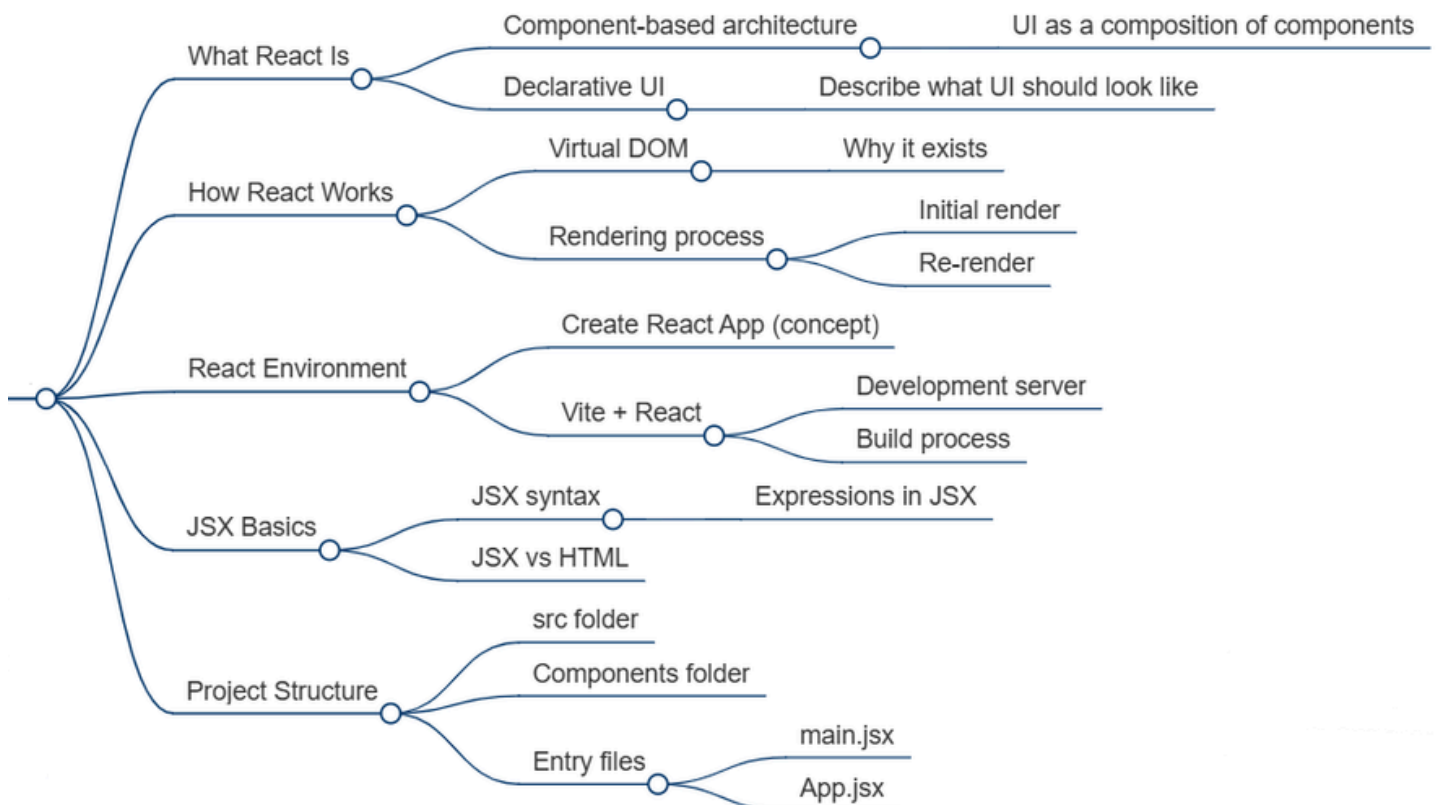 What React Is
Component-based architecture
UI as a composition of components
Declarative UI
Describe what UI should look like
How React Works
Virtual DOM
Why it exists
Rendering process
Initial render
Re-render
React Environment
Create React App (concept)
Vite + React
Development server
Build process
JSX Basics
JSX syntax
Expressions in JSX
JSX vs HTML
Project Structure
src folder
Components folder
Entry files
main.jsx
App.jsx